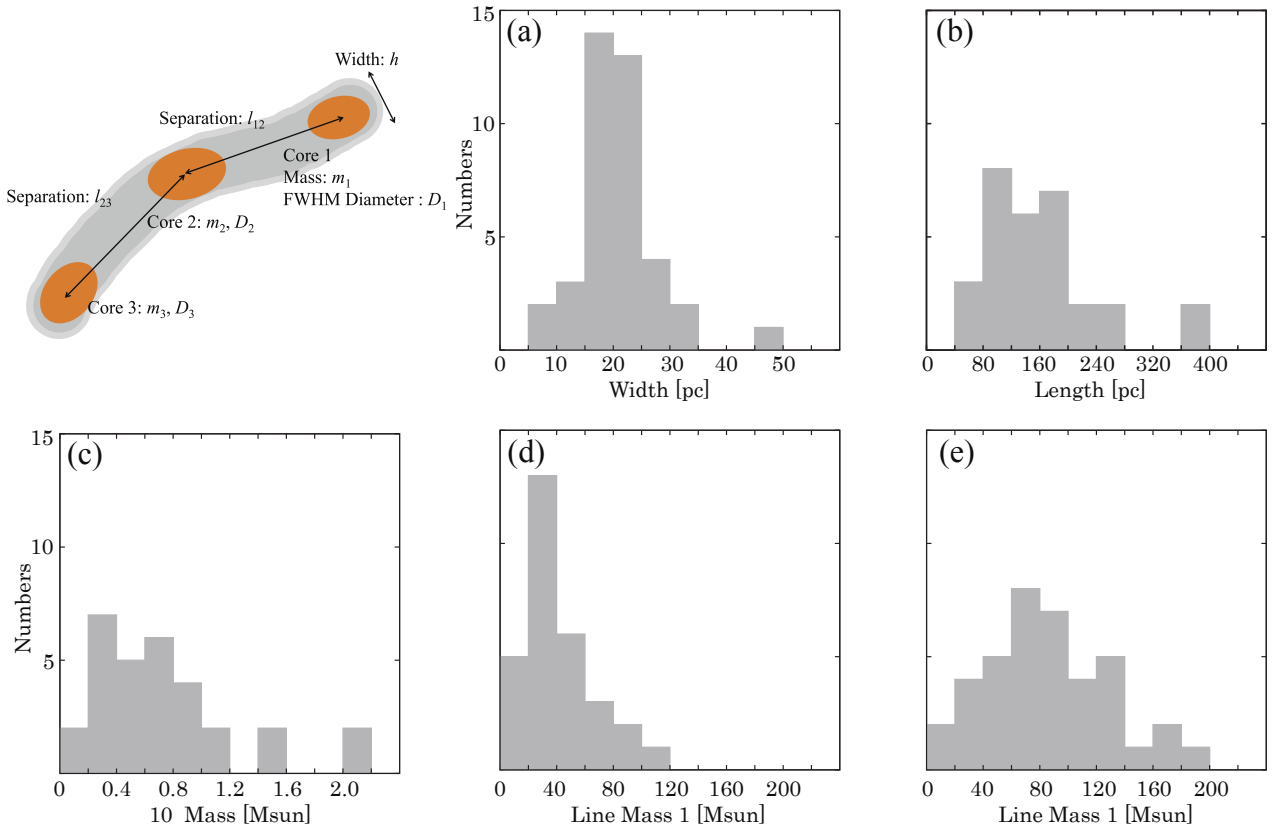 Width: h
Separation: l12
Core 1
Mass: m1
FWHM Diameter : D1
Separation: l23
Core 2: m2, D2
Core 3: m3, D3
(a)
15
10
5
Numbers
0 10 20 30 40 50
Width [pc]
(b)
0 80 160 240 320 400
Length [pc]
(c)
15
10
5
Numbers
0 0.4 0.8 1.2 1.6 2.0
10 Mass [Msun]
(d)
0 40 80 120 160 200
Line Mass 1 [Msun]
(e)
0 40 80 120 160 200
Line Mass 1 [Msun]